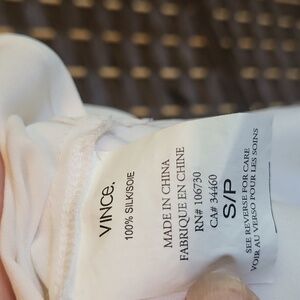 VINCE.
100% SILK/SOIE
MADE IN CHINA
FABRIQUE EN CHINE
RN# 106730
CA# 34460
S/P
SEE REVERSE FOR CARE
VOIR AU VERSO POUR LES SOINS